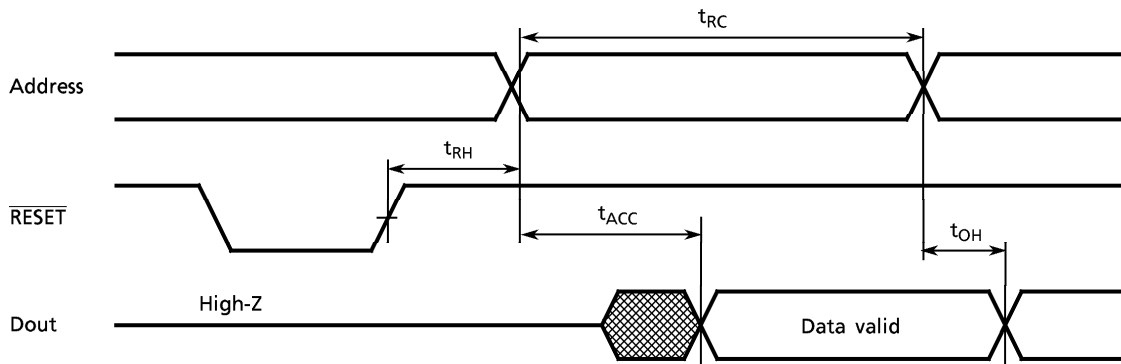 tRC
Address
tRH
RESET
tACC
tOH
High-Z
Dout
Data valid